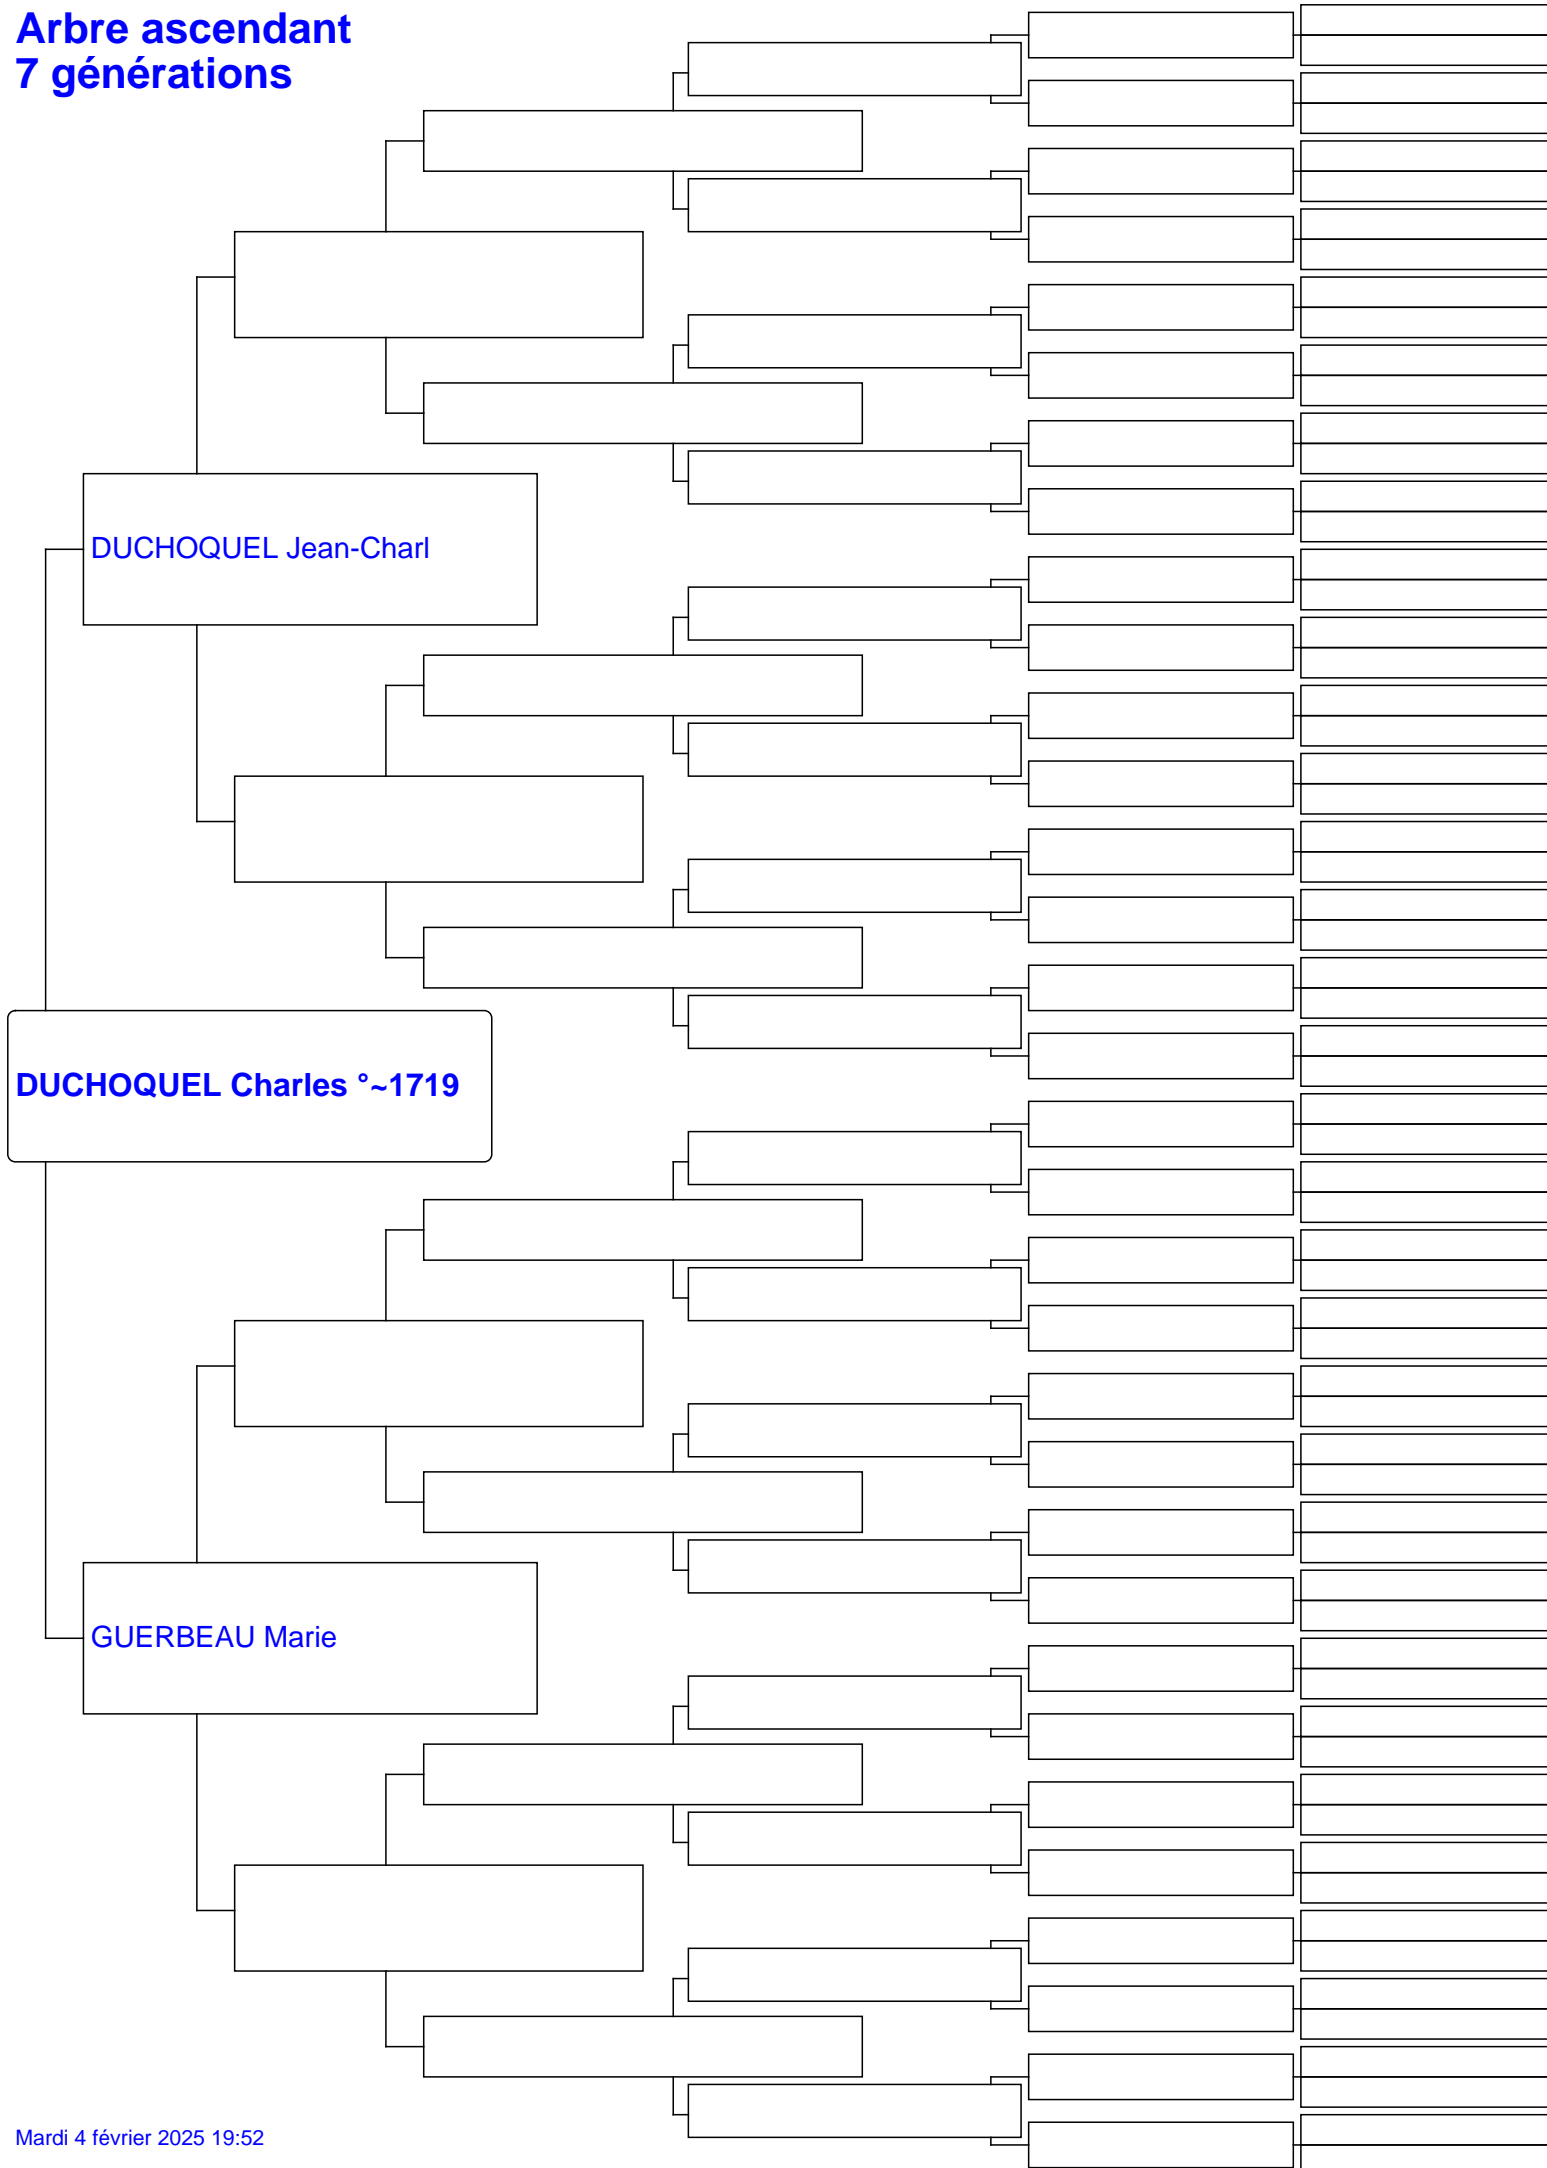 Arbre ascendant
7 générations
DUCHOQUEL Jean-Charl
DUCHOQUEL Charles °~1719
GUERBEAU Marie
Mardi 4 février 2025 19:52